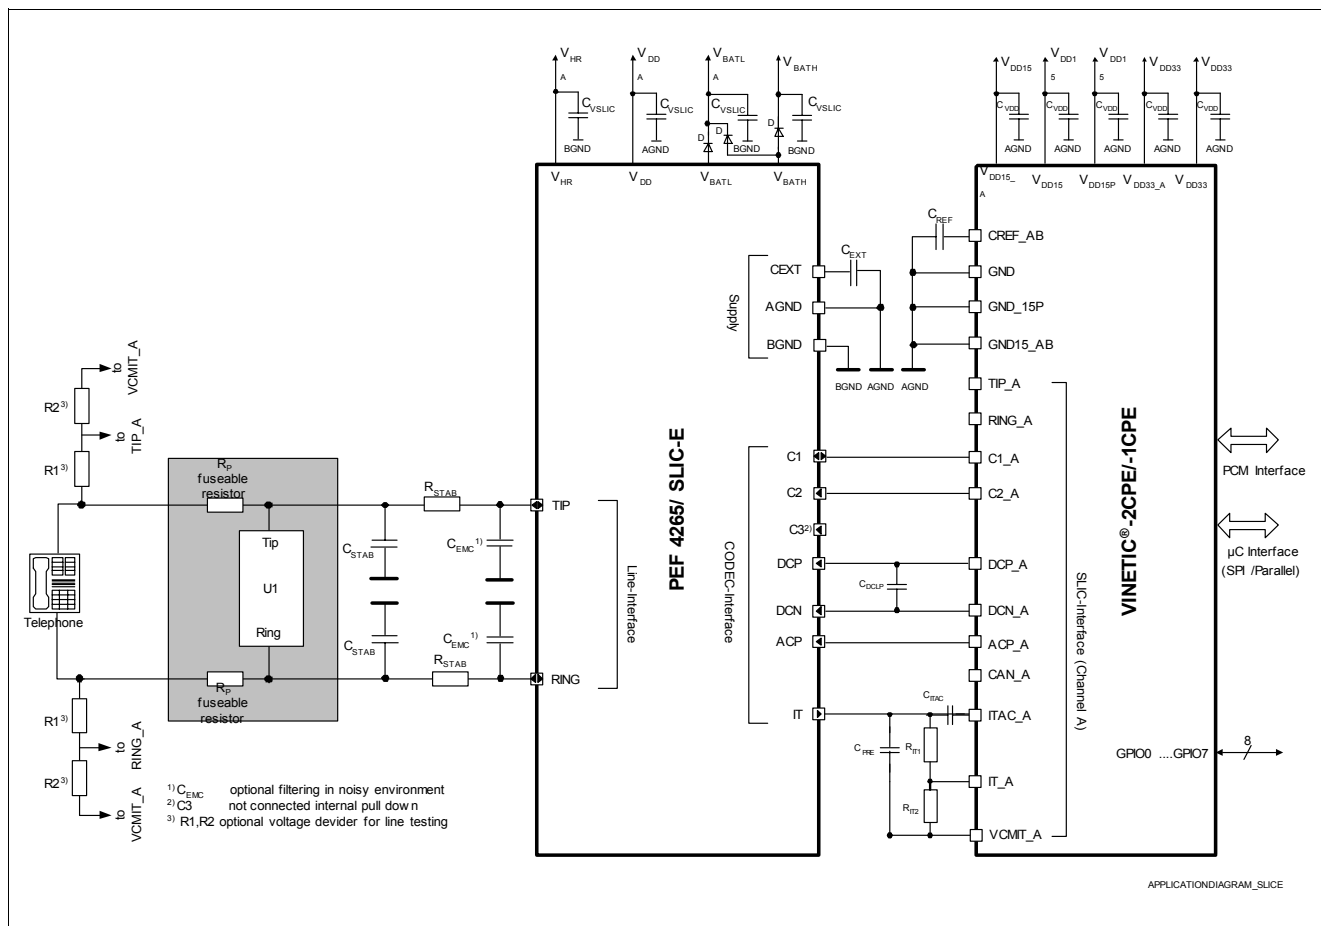 VHR
A
VDD
A
VBATL
A
VBATH
CVSLIC
CVSLIC
CVSLIC
CVSLIC
D
D
D
BGND
AGND
BGND
BGND
VHR
VDD
VBATL
VBATH
VDD15
VDD1
5
VDD1
5
VDD33
VDD33
CVDD
CVDD
CVDD
CVDD
CVDD
AGND
AGND
AGND
AGND
AGND
VDD15_
A
VDD15
VDD15P
VDD33_A
VDD33
CREF
CREF_AB
GND
GND_15P
GND15_AB
TIP_A
RING_A
C1_A
C2_A
DCP_A
DCN_A
ACP_A
CAN_A
ITAC_A
IT_A
VCMIT_A
SLIC-Interface (Channel A)
VINETIC®-2CPE/-1CPE
PCM Interface
µC Interface
(SPI /Parallel)
GPIO0 ....GPIO7
8
CEXT
CEXT
AGND
BGND
Supply
BGND
AGND
AGND
C1
C2
C3²⁾
DCP
DCN
ACP
IT
CODEC-Interface
CDCLP
CITAC
CPRE
RIT1
RIT2
PEF 4265/ SLIC-E
TIP
RING
Line-Interface
to
VCMIT_A
R2³⁾
to
TIP_A
R1³⁾
RP
fuseable
resistor
Tip
U1
Ring
RP
fuseable
resistor
RSTAB
CSTAB
CEMC¹⁾
CSTAB
CEMC¹⁾
RSTAB
Telephone
R1³⁾
to
RING_A
R2³⁾
to
VCMIT_A
¹⁾ CEMC optional filtering in noisy environment
²⁾ C3 not connected internal pull down
³⁾ R1,R2 optional voltage devider for line testing
APPLICATIONDIAGRAM_SLICE